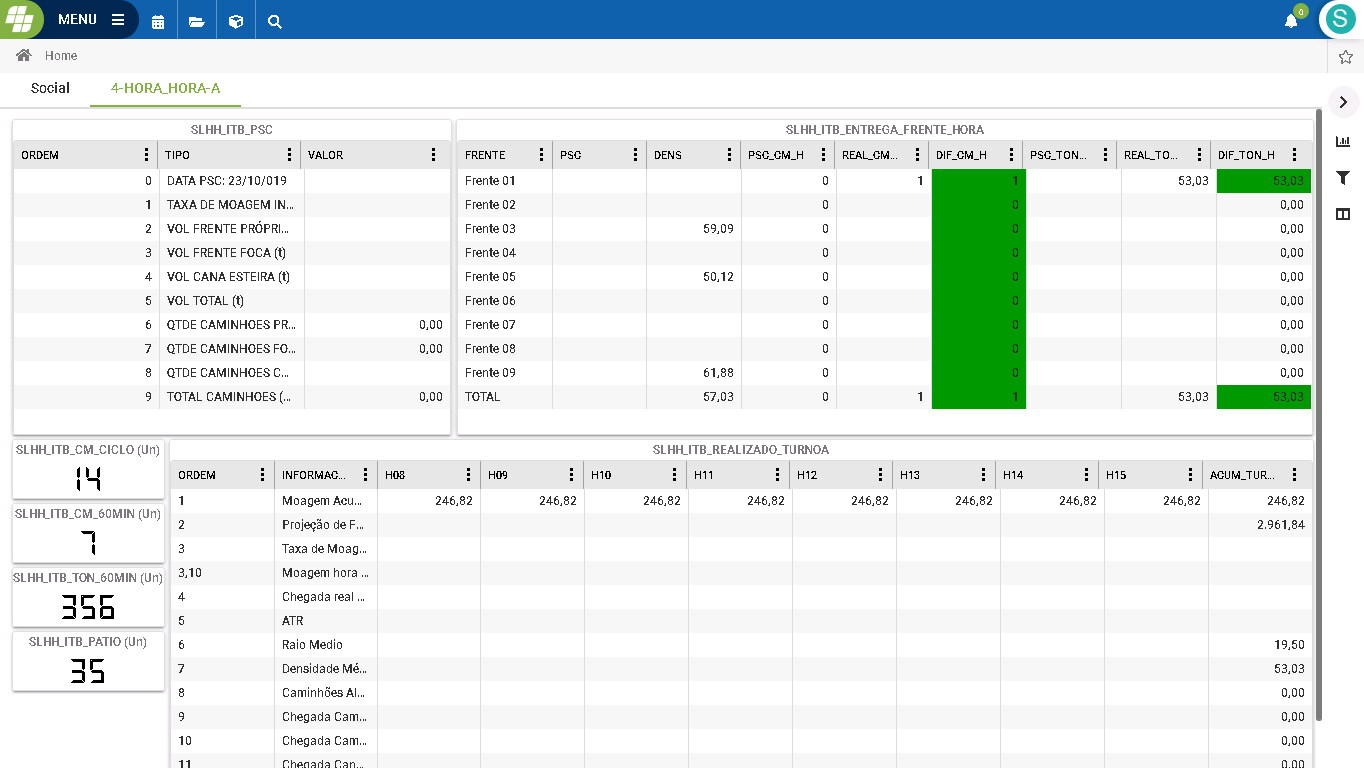 MENU
0
S
Home
Social 4-HORA_HORA-A
SLHH_ITB_PSC
ORDEM TIPO VALOR
0 DATA PSC: 23/10/019
1 TAXA DE MOAGEM IN...
2 VOL FRENTE PRÓPRI...
3 VOL FRENTE FOCA (t)
4 VOL CANA ESTEIRA (t)
5 VOL TOTAL (t)
6 QTDE CAMINHOES PR... 0,00
7 QTDE CAMINHOES FO... 0,00
8 QTDE CAMINHOES C...
9 TOTAL CAMINHOES (... 0,00
SLHH_ITB_ENTREGA_FRENTE_HORA
FRENTE PSC DENS PSC_CM_H REAL_CM... DIF_CM_H PSC_TON... REAL_TO... DIF_TON_H
Frente 01 0 1 1 53,03 53,03
Frente 02 0 0 0,00
Frente 03 59,09 0 0 0,00
Frente 04 0 0 0,00
Frente 05 50,12 0 0 0,00
Frente 06 0 0 0,00
Frente 07 0 0 0,00
Frente 08 0 0 0,00
Frente 09 61,88 0 0 0,00
TOTAL 57,03 0 1 1 53,03 53,03
SLHH_ITB_CM_CICLO (Un)
14
SLHH_ITB_CM_60MIN (Un)
7
SLHH_ITB_TON_60MIN (Un)
356
SLHH_ITB_PATIO (Un)
35
SLHH_ITB_REALIZADO_TURNOA
ORDEM INFORMAC... H08 H09 H10 H11 H12 H13 H14 H15 ACUM_TUR...
1 Moagem Acu... 246,82 246,82 246,82 246,82 246,82 246,82 246,82 246,82 246,82
2 Projeção de F... 2.961,84
3 Taxa de Moag...
3,10 Moagem hora ...
4 Chegada real ...
5 ATR
6 Raio Medio 19,50
7 Densidade Mé... 53,03
8 Caminhões Al... 0,00
9 Chegada Cam... 0,00
10 Chegada Cam... 0,00
11 Chegada Can... 0,00